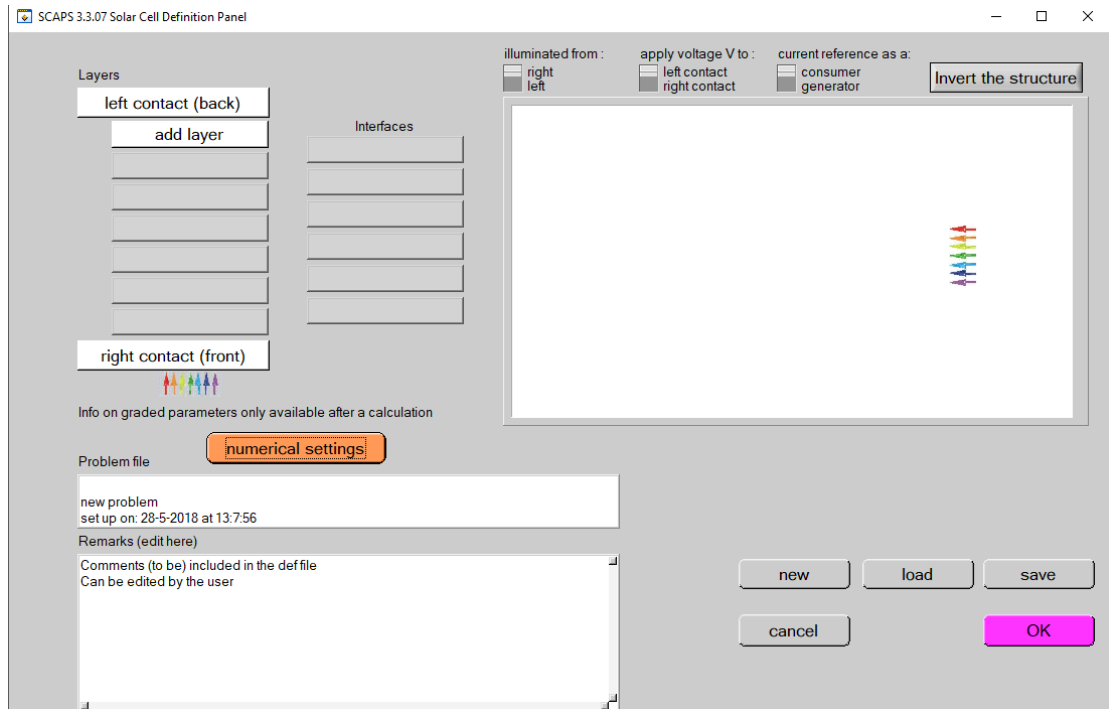 SCAPS 3.3.07 Solar Cell Definition Panel
illuminated from :
right
left
apply voltage V to :
left contact
right contact
current reference as a:
consumer
generator
Invert the structure
Layers
left contact (back)
add layer
Interfaces
right contact (front)
Info on graded parameters only available after a calculation
numerical settings
Problem file
new problem
set up on: 28-5-2018 at 13:7:56
Remarks (edit here)
Comments (to be) included in the def file
Can be edited by the user
new
load
save
cancel
OK